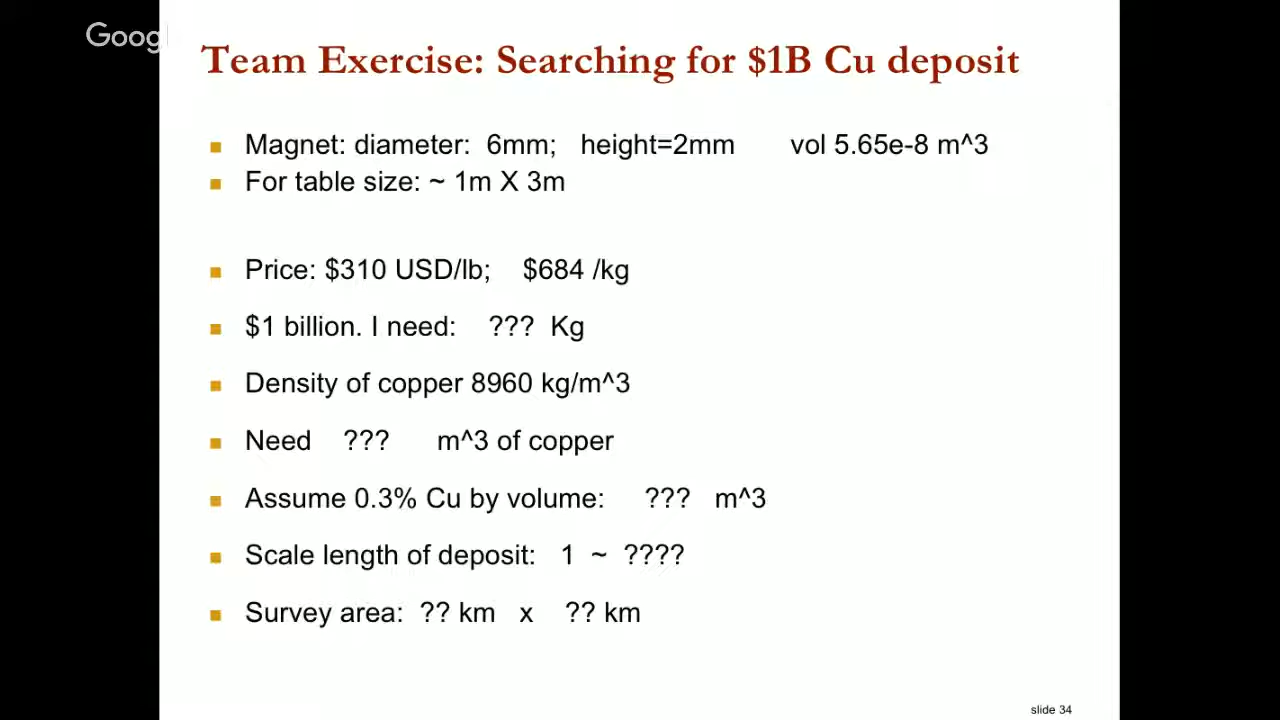 Goog
Team Exercise: Searching for $1B Cu deposit
Magnet: diameter: 6mm; height=2mm vol 5.65e-8 m^3
For table size: ~ 1m X 3m
Price: $310 USD/lb; $684 /kg
$1 billion. I need: ??? Kg
Density of copper 8960 kg/m^3
Need ??? m^3 of copper
Assume 0.3% Cu by volume: ??? m^3
Scale length of deposit: 1 ~ ????
Survey area: ?? km x ?? km
slide 34